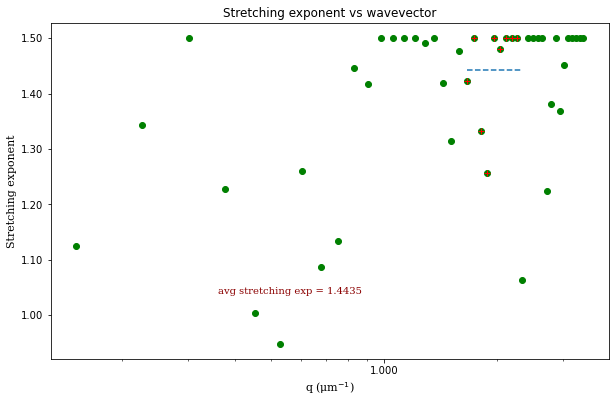 Stretching exponent vs wavevector
1.50
1.40
1.30
1.20
1.10
1.00
Stretching exponent
avg stretching exp = 1.4435
1.000
q (μm⁻¹)